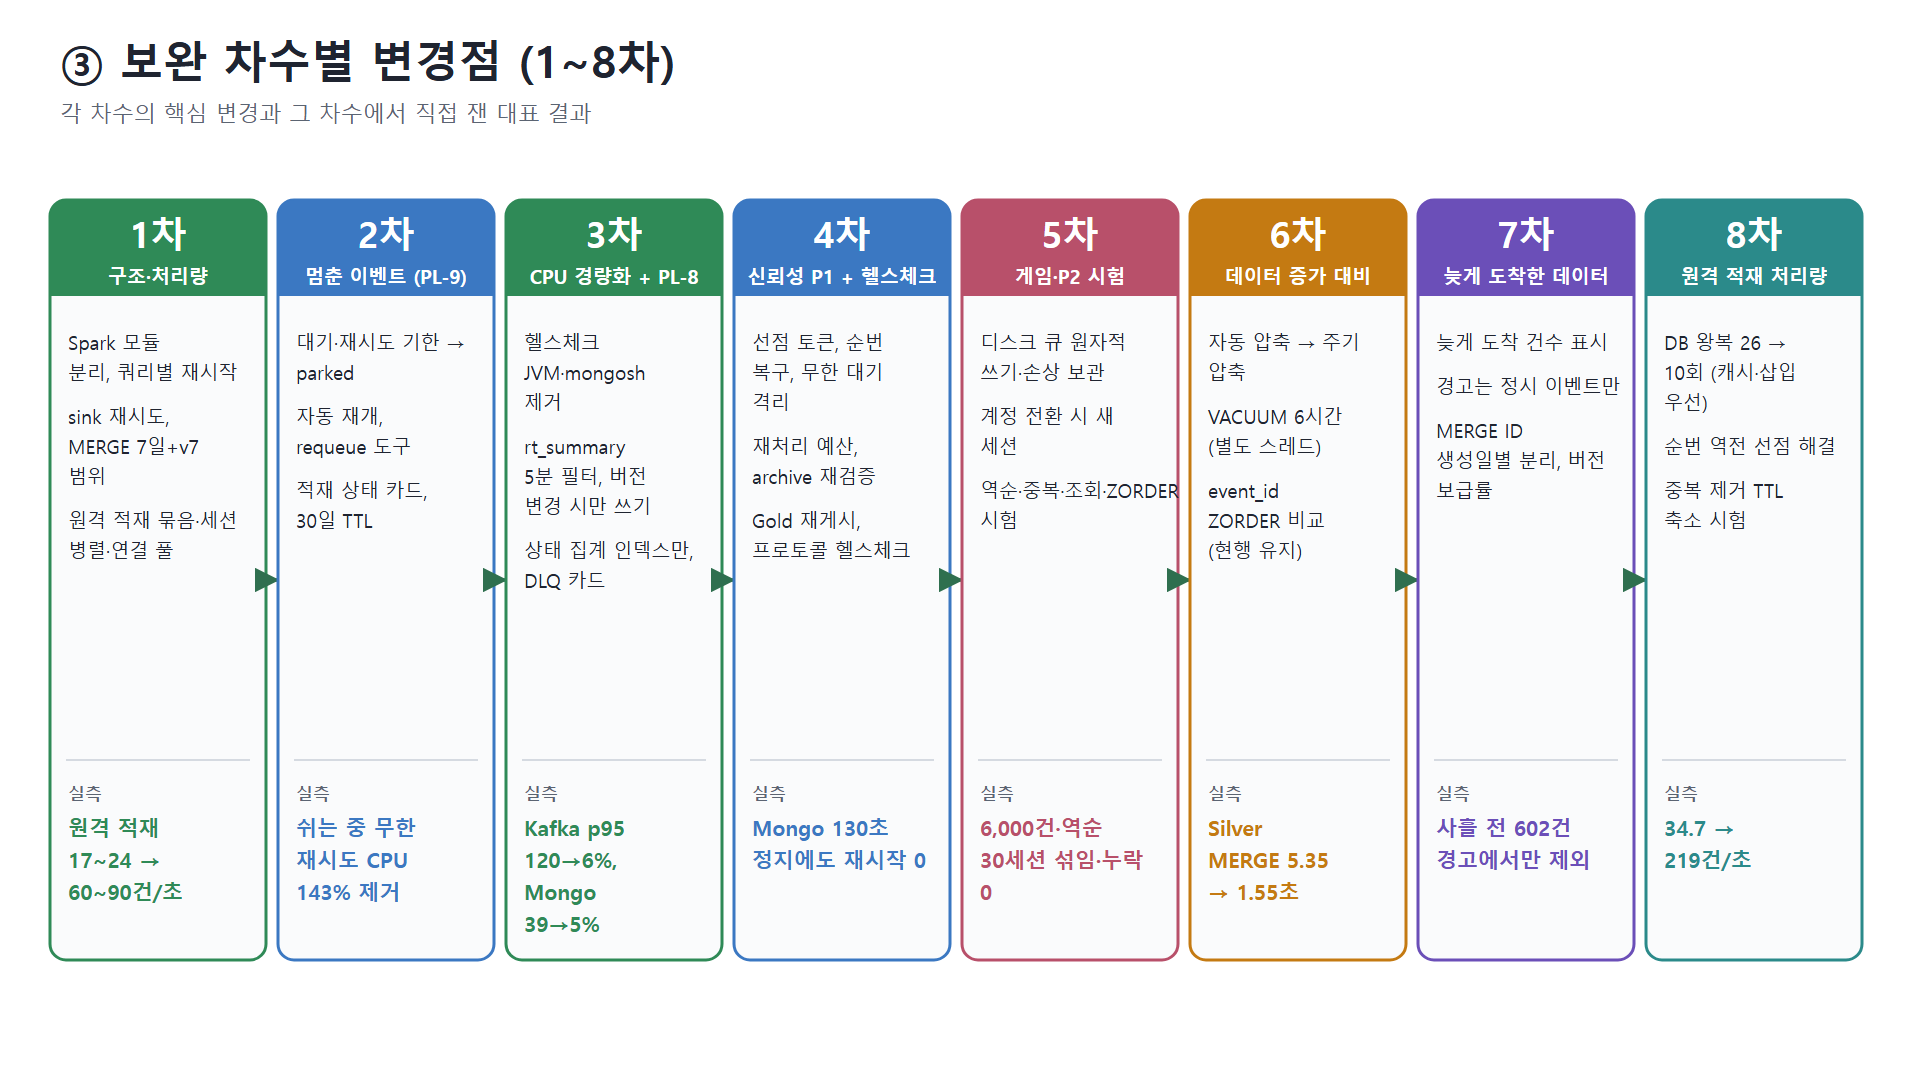 ③ 보완 차수별 변경점 (1~8차)
각 차수의 핵심 변경과 그 차수에서 직접 잰 대표 결과
1차
구조·처리량
Spark 모듈
분리, 쿼리별 재시작
sink 재시도,
MERGE 7일+v7
범위
원격 적재 묶음·세션
병렬·연결 풀
실측
원격 적재
17~24 →
60~90건/초
2차
멈춘 이벤트 (PL-9)
대기·재시도 기한 →
parked
자동 재개,
requeue 도구
적재 상태 카드,
30일 TTL
실측
쉬는 중 무한
재시도 CPU
143% 제거
3차
CPU 경량화 + PL-8
헬스체크
JVM·mongosh
제거
rt_summary
5분 필터, 버전
변경 시만 쓰기
상태 집계 인덱스만,
DLQ 카드
실측
Kafka p95
120→6%,
Mongo
39→5%
4차
신뢰성 P1 + 헬스체크
선점 토큰, 순번
복구, 무한 대기
격리
재처리 예산,
archive 재검증
Gold 재게시,
프로토콜 헬스체크
실측
Mongo 130초
정지에도 재시작 0
5차
게임·P2 시험
디스크 큐 원자적
쓰기·손상 보관
계정 전환 시 새
세션
역순·중복·조회·ZORDER
시험
실측
6,000건·역순
30세션 섞임·누락
0
6차
데이터 증가 대비
자동 압축 → 주기
압축
VACUUM 6시간
(별도 스레드)
event_id
ZORDER 비교
(현행 유지)
실측
Silver
MERGE 5.35
→ 1.55초
7차
늦게 도착한 데이터
늦게 도착 건수 표시
경고는 정시 이벤트만
MERGE ID
생성일별 분리, 버전
보급률
실측
사흘 전 602건
경고에서만 제외
8차
원격 적재 처리량
DB 왕복 26 →
10회 (캐시·삽입
우선)
순번 역전 선점 해결
중복 제거 TTL
축소 시험
실측
34.7 →
219건/초